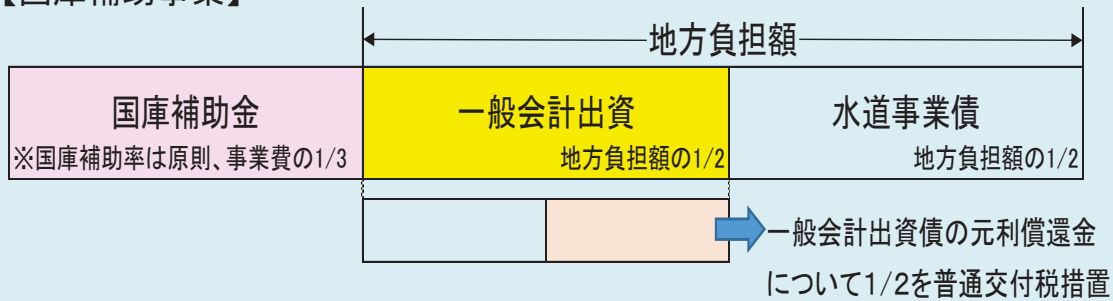 【国庫補助事業】
地方負担額
国庫補助金
※国庫補助率は原則、事業費の1/3
一般会計出資
地方負担額の1/2
水道事業債
地方負担額の1/2
一般会計出資債の元利償還金
について1/2を普通交付税措置